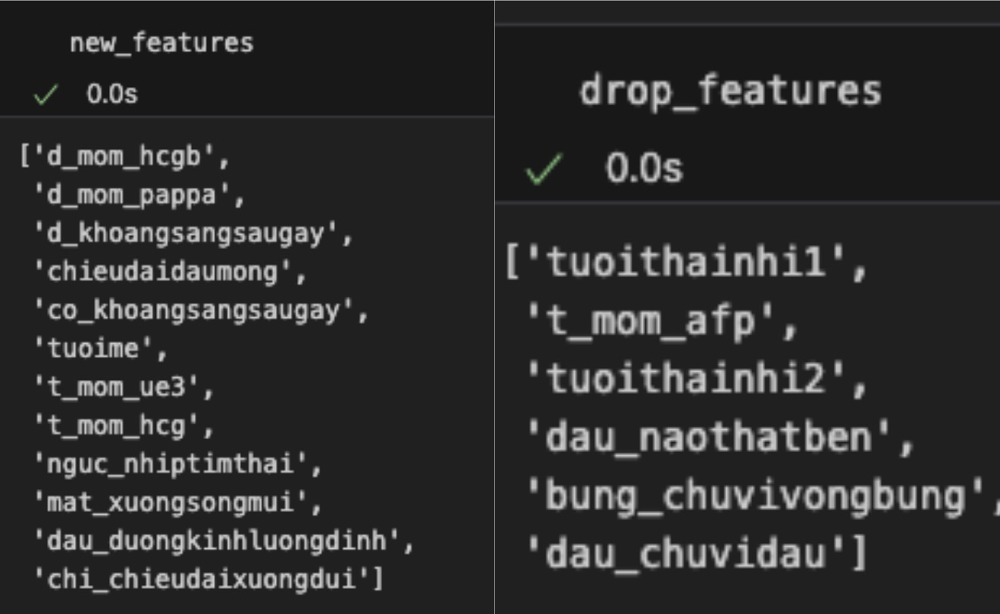 new_features
0.0s
['d_mom_hcgb',
'd_mom_pappa',
'd_khoangsangsaugay',
'chieudaidaumong',
'co_khoangsangsaugay',
'tuoime',
't_mom_ue3',
't_mom_hcg',
'nguc_nhiptimthai',
'mat_xuongsongmui',
'dau_duongkinhluongdinh',
'chi_chieudaixuongdui']
drop_features
0.0s
['tuoithainhi1',
't_mom_afp',
'tuoithainhi2',
'dau_naothatben',
'bung_chuvivongbung',
'dau_chuvidau']